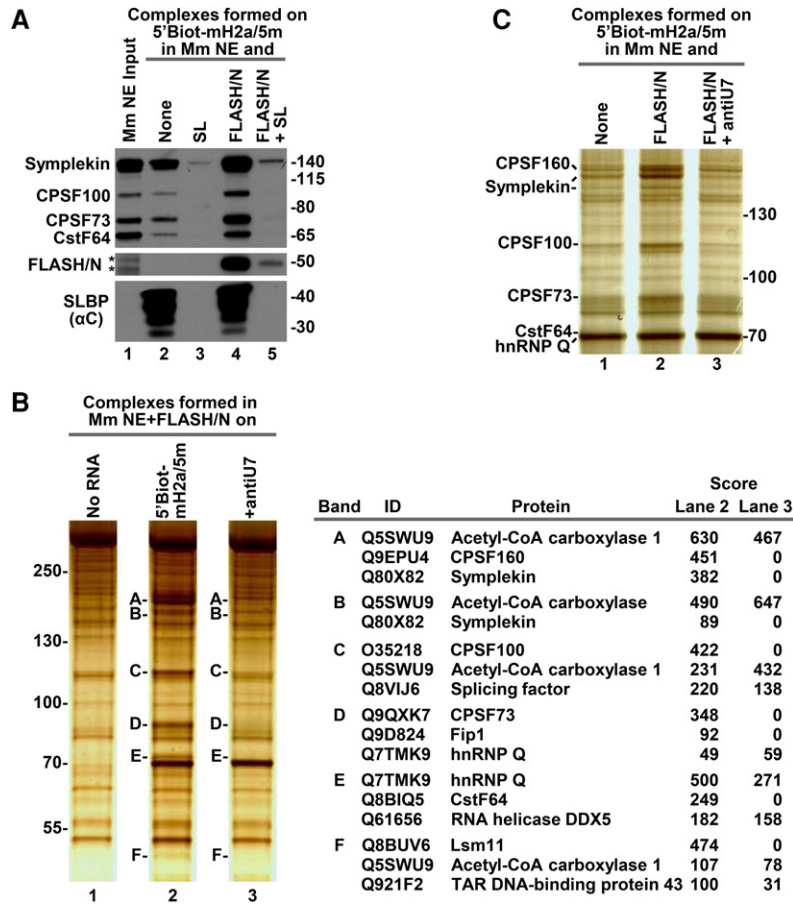 A
Complexes formed on
5'Biot-mH2a/5m
in Mm NE and
Mm NE Input
None
SL
FLASH/N
FLASH/N
+ SL
Symplekin
CPSF100
CPSF73
CstF64
FLASH/N
*
*
SLBP
(αC)
-140
-115
-80
-65
-50
-40
-30
1 2 3 4 5
C
Complexes formed on
5'Biot-mH2a/5m
in Mm NE and
None
FLASH/N
FLASH/N
+ antiU7
CPSF160
Symplekin
CPSF100
CPSF73
CstF64
hnRNP Q
-130
-100
-70
1 2 3
B
Complexes formed in
Mm NE+FLASH/N on
No RNA
5'Biot-
mH2a/5m
+antiU7
250-
130-
100-
70-
55-
A- A-
B- B-
C- C-
D- D-
E- E-
F- F-
1 2 3
Score
Band ID Protein Lane 2 Lane 3
A Q5SWU9 Acetyl-CoA carboxylase 1 630 467
Q9EPU4 CPSF160 451 0
Q80X82 Symplekin 382 0
B Q5SWU9 Acetyl-CoA carboxylase 490 647
Q80X82 Symplekin 89 0
C O35218 CPSF100 422 0
Q5SWU9 Acetyl-CoA carboxylase 1 231 432
Q8VIJ6 Splicing factor 220 138
D Q9QXK7 CPSF73 348 0
Q9D824 Fip1 92 0
Q7TMK9 hnRNP Q 49 59
E Q7TMK9 hnRNP Q 500 271
Q8BIQ5 CstF64 249 0
Q61656 RNA helicase DDX5 182 158
F Q8BUV6 Lsm11 474 0
Q5SWU9 Acetyl-CoA carboxylase 1 107 78
Q921F2 TAR DNA-binding protein 43 100 31